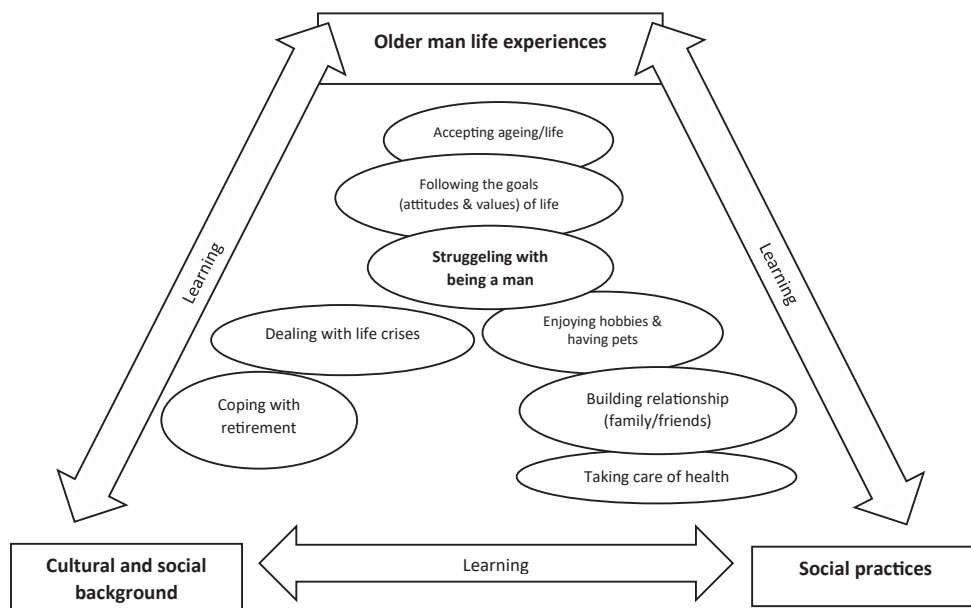 Older man life experiences
Accepting ageing/life
Following the goals
(attitudes & values) of life
Struggeling with
being a man
Learning
Learning
Dealing with life crises
Enjoying hobbies &
having pets
Coping with
retirement
Building relationship
(family/friends)
Taking care of health
Cultural and social
background
Learning
Social practices